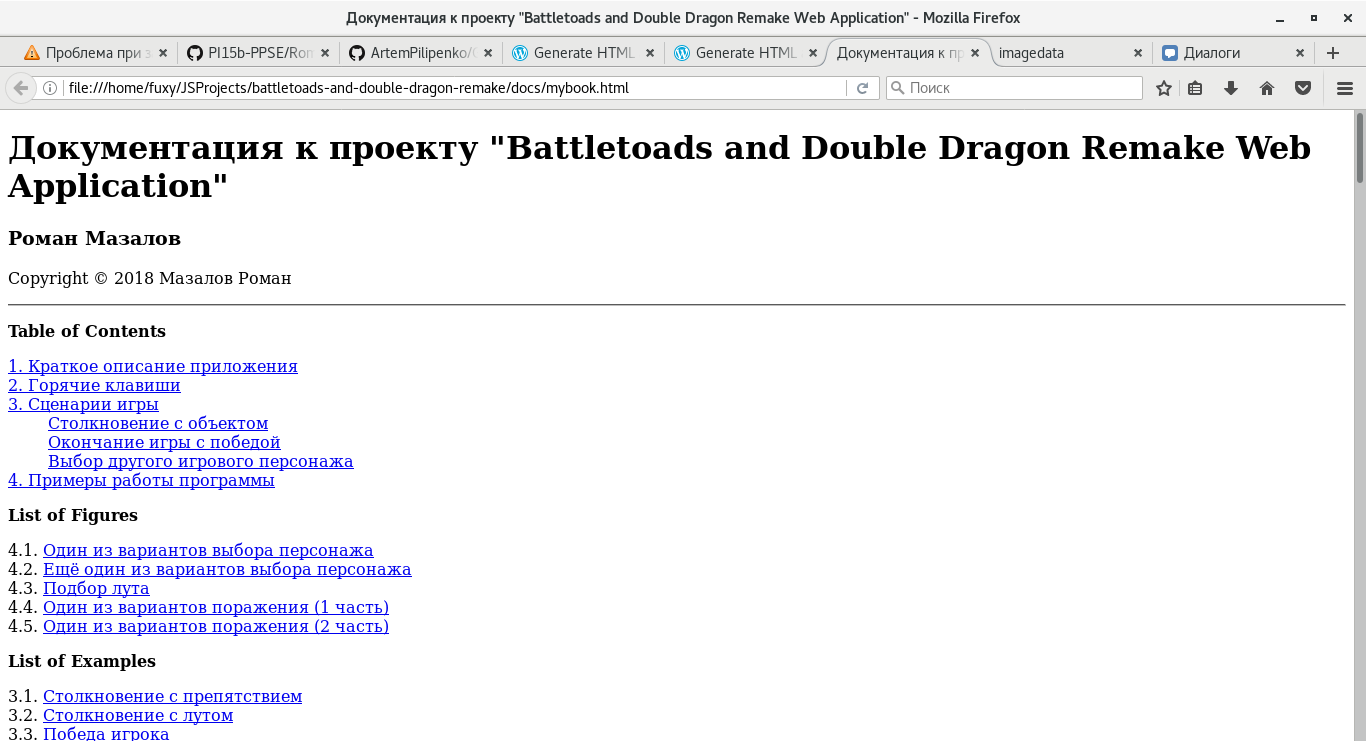 Документация к проекту "Battletoads and Double Dragon Remake Web Application" - Mozilla Firefox
Проблема при з
PI15b-PPSE/Rom
ArtemPilipenko/
Generate HTML
Generate HTML
Документация к пр
imagedata
Диалоги
file:///home/fuxy/JSProjects/battletoads-and-double-dragon-remake/docs/mybook.html
Поиск
Документация к проекту "Battletoads and Double Dragon Remake Web
Application"
Роман Мазалов
Copyright © 2018 Мазалов Роман
Table of Contents
1. Краткое описание приложения
2. Горячие клавиши
3. Сценарии игры
Столкновение с объектом
Окончание игры с победой
Выбор другого игрового персонажа
4. Примеры работы программы
List of Figures
4.1. Один из вариантов выбора персонажа
4.2. Ещё один из вариантов выбора персонажа
4.3. Подбор лута
4.4. Один из вариантов поражения (1 часть)
4.5. Один из вариантов поражения (2 часть)
List of Examples
3.1. Столкновение с препятствием
3.2. Столкновение с лутом
3.3. Победа игрока